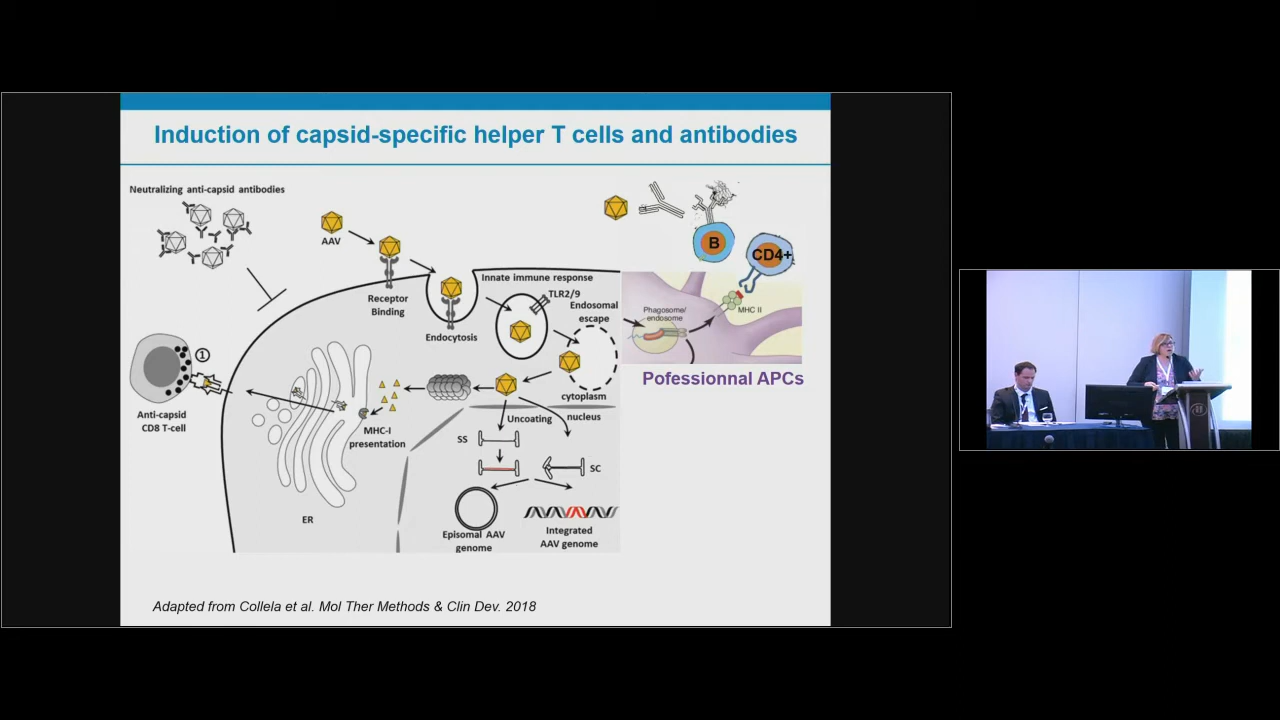 Induction of capsid-specific helper T cells and antibodies
Neutralizing anti-capsid antibodies
AAV
Receptor
Binding
Endocytosis
Innate immune response
TLR2/9
Endosomal
escape
cytoplasm
nucleus
Uncoating
SS
SC
Episomal AAV
genome
Integrated
AAV genome
MHC-I
presentation
ER
1
Anti-capsid
CD8 T-cell
B
CD4+
Phagosome/
endosome
MHC II
Pofessionnal APCs
Adapted from Collela et al. Mol Ther Methods & Clin Dev. 2018